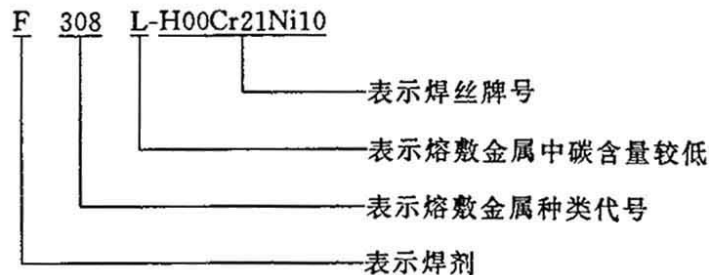 F 308 L-H00Cr21Ni10
表示焊丝牌号
表示熔敷金属中碳含量较低
表示熔敷金属种类代号
表示焊剂